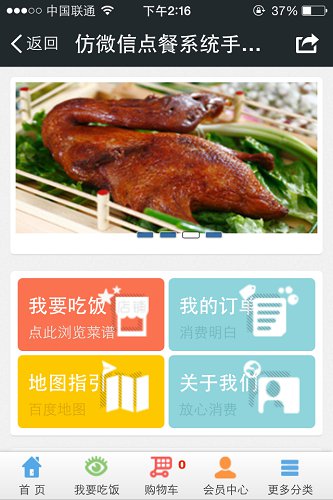 中国联通 下午2:16 37%
返回 仿微信点餐系统手...
我要吃饭 店铺
点此浏览菜谱
我的订单
消费明白
地图指引
百度地图
关于我们
放心消费
首 页 我要吃饭 购物车 0 会员中心 更多分类